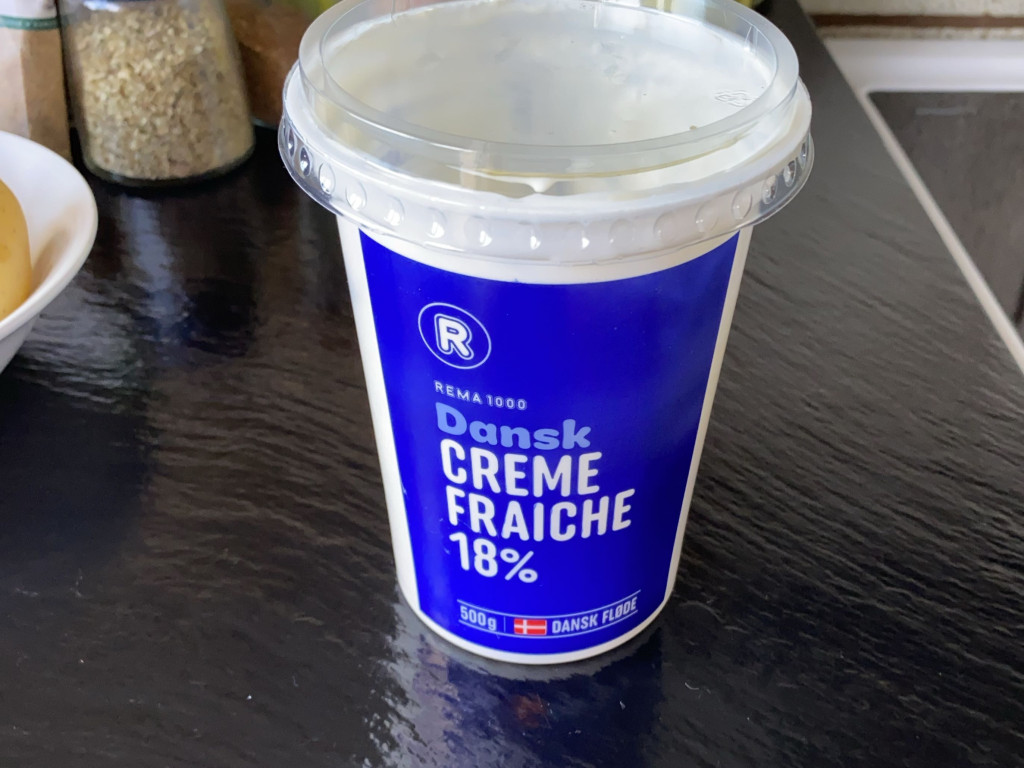 R
REMA 1000
Dansk
CREME
FRAICHE
18%
500g DANSK FLØDE